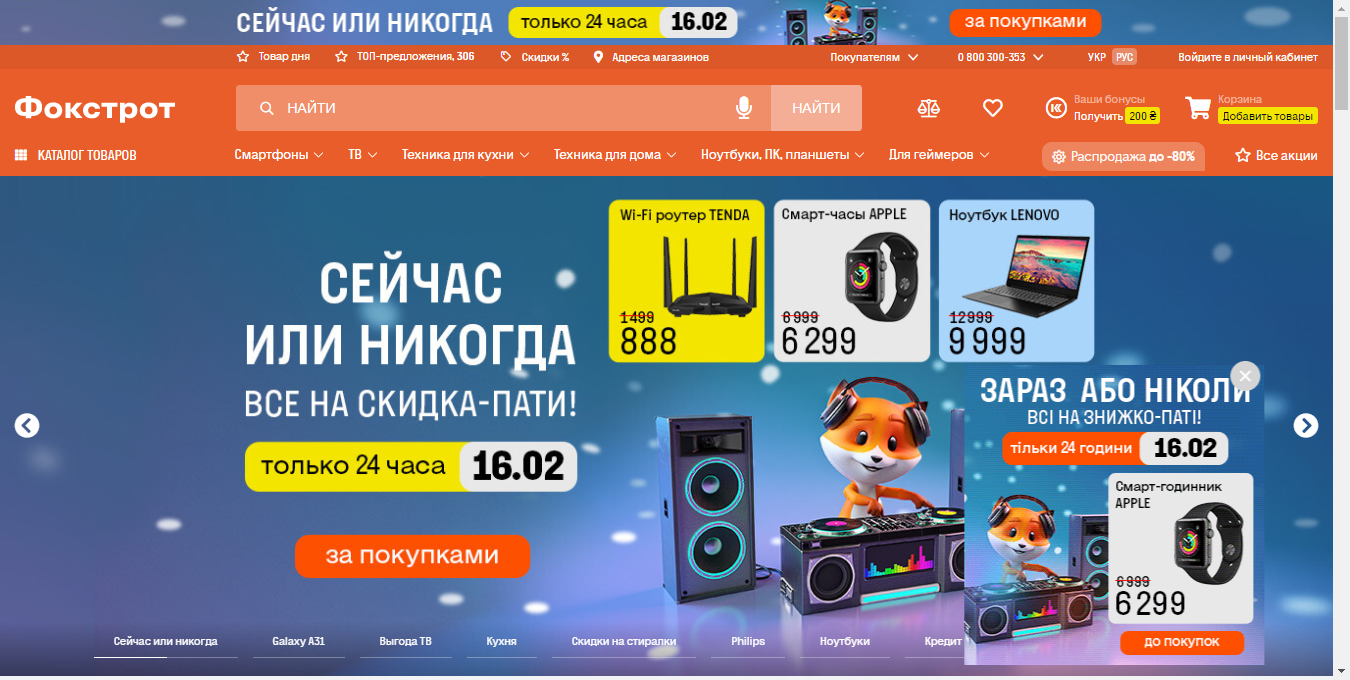 СЕЙЧАС ИЛИ НИКОГДА только 24 часа 16.02 за покупками
Товар дня ТОП-предложения, 306 Скидки % Адреса магазинов Покупателям 0 800 300-353 УКР РУС Войдите в личный кабинет
Фокстрот НАЙТИ НАЙТИ
Ваши бонусы
Получить 200 ₴
Корзина
Добавить товары
КАТАЛОГ ТОВАРОВ Смартфоны ТВ Техника для кухни Техника для дома Ноутбуки, ПК, планшеты Для геймеров Распродажа до -80% Все акции
СЕЙЧАС
ИЛИ НИКОГДА
ВСЕ НА СКИДКА-ПАТИ!
только 24 часа 16.02
за покупками
Wi-Fi роутер TENDA
1 499
888
Смарт-часы APPLE
6 999
6 299
Ноутбук LENOVO
12 999
9 999
ЗАРАЗ АБО НІКОЛИ
ВСІ НА ЗНИЖКО-ПАТІ!
тільки 24 години 16.02
Смарт-годинник
APPLE
6 999
6 299
ДО ПОКУПОК
Сейчас или никогда Galaxy A31 Выгода ТВ Кухня Скидки на стиралки Philips Ноутбуки Кредит